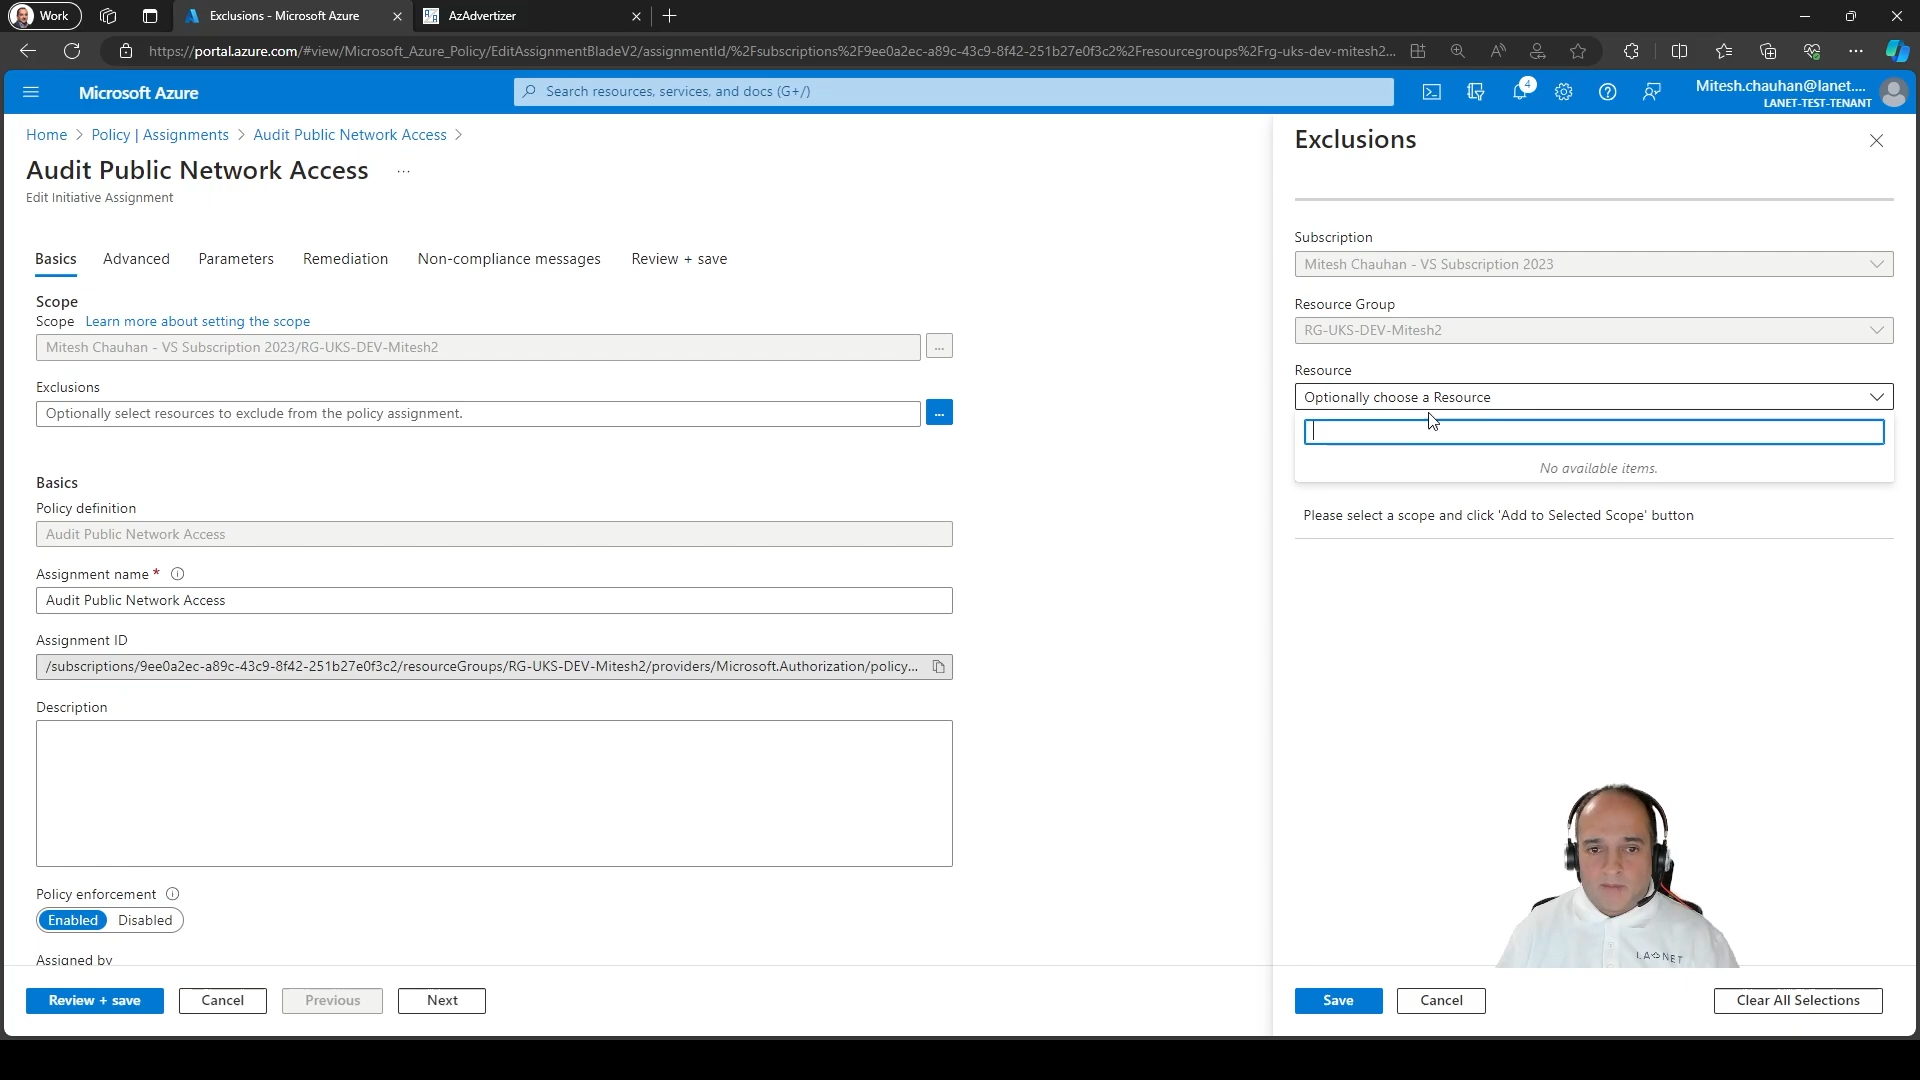 Work
Exclusions - Microsoft Azure
AzAdvertizer
https://portal.azure.com/#view/Microsoft_Azure_Policy/EditAssignmentBladeV2/assignmentId/%2Fsubscriptions%2F9ee0a2ec-a89c-43c9-8f42-251b27e0f3c2%2Fresourcegroups%2Frg-uks-dev-mitesh2...
Microsoft Azure
Search resources, services, and docs (G+/)
4
Mitesh.chauhan@lanet....
LANET-TEST-TENANT
Home > Policy | Assignments > Audit Public Network Access >
Audit Public Network Access ...
Edit Initiative Assignment
Basics Advanced Parameters Remediation Non-compliance messages Review + save
Scope
Scope Learn more about setting the scope
Mitesh Chauhan - VS Subscription 2023/RG-UKS-DEV-Mitesh2
...
Exclusions
Optionally select resources to exclude from the policy assignment.
...
Basics
Policy definition
Audit Public Network Access
Assignment name *
Audit Public Network Access
Assignment ID
/subscriptions/9ee0a2ec-a89c-43c9-8f42-251b27e0f3c2/resourceGroups/RG-UKS-DEV-Mitesh2/providers/Microsoft.Authorization/policy...
Description
Policy enforcement
Enabled Disabled
Assigned by
Review + save Cancel Previous Next
Exclusions
Subscription
Mitesh Chauhan - VS Subscription 2023
Resource Group
RG-UKS-DEV-Mitesh2
Resource
Optionally choose a Resource
No available items.
Please select a scope and click 'Add to Selected Scope' button
LA NET
Save Cancel Clear All Selections